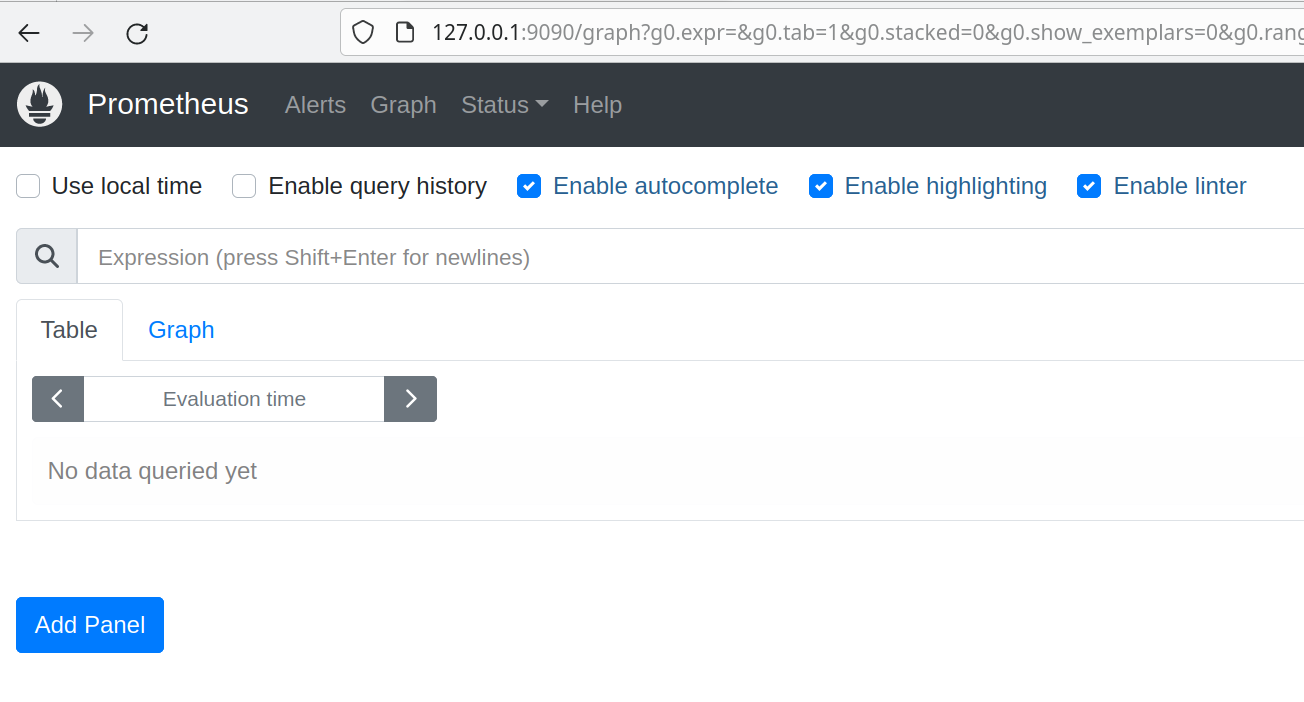 127.0.0.1:9090/graph?g0.expr=&g0.tab=1&g0.stacked=0&g0.show_exemplars=0&g0.rang
Prometheus Alerts Graph Status Help
Use local time Enable query history Enable autocomplete Enable highlighting Enable linter
Expression (press Shift+Enter for newlines)
Table Graph
Evaluation time
No data queried yet
Add Panel